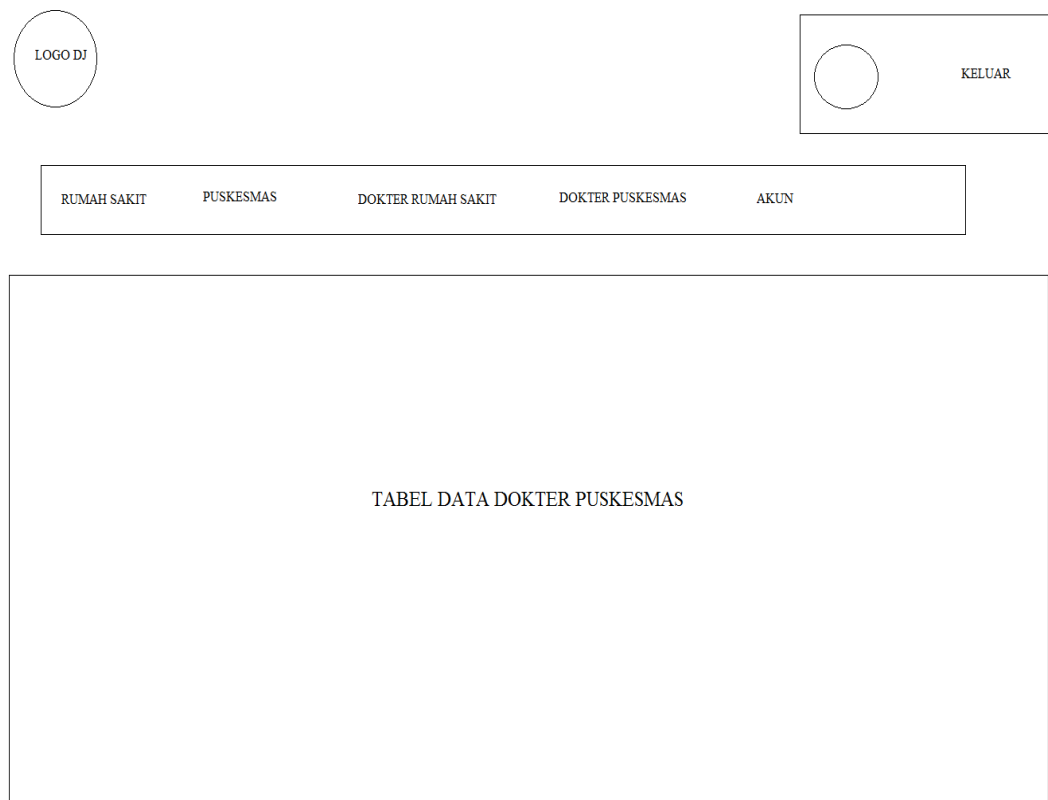 LOGO DJ
KELUAR
RUMAH SAKIT
PUSKESMAS
DOKTER RUMAH SAKIT
DOKTER PUSKESMAS
AKUN
TABEL DATA DOKTER PUSKESMAS